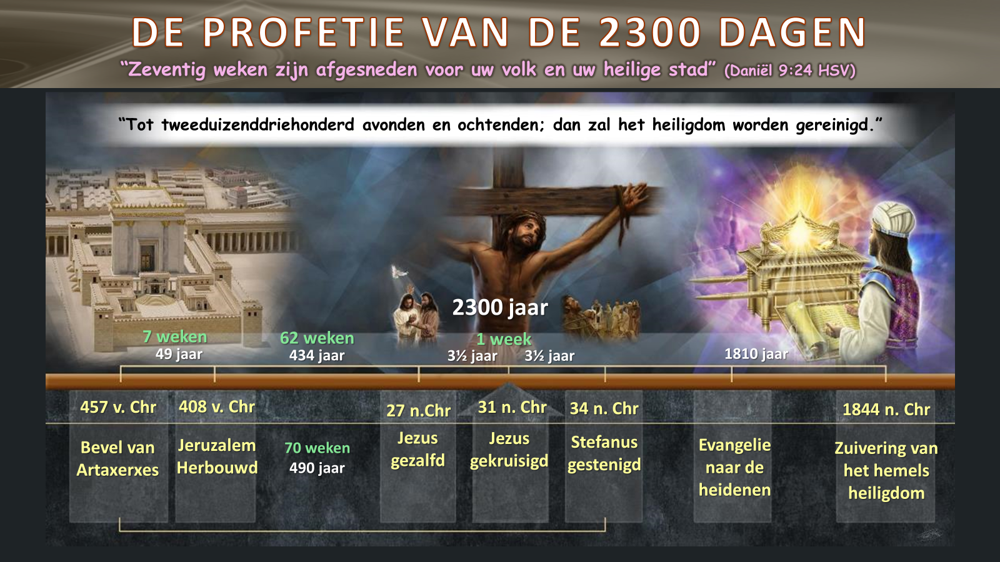 DE PROFETIE VAN DE 2300 DAGEN
“Zeventig weken zijn afgesneden voor uw volk en uw heilige stad” (Daniël 9:24 HSV)
“Tot tweeduizenddriehonderd avonden en ochtenden; dan zal het heiligdom worden gereinigd.”
2300 jaar
7 weken
49 jaar
62 weken
434 jaar
1 week
3½ jaar
3½ jaar
1810 jaar
457 v. Chr
408 v. Chr
27 n.Chr
31 n. Chr
34 n. Chr
1844 n. Chr
Bevel van
Artaxerxes
Jeruzalem
Herbouwd
70 weken
490 jaar
Jezus
gezalfd
Jezus
gekruisigd
Stefanus
gestenigd
Evangelie
naar de
heidenen
Zuivering van
het hemels
heiligdom